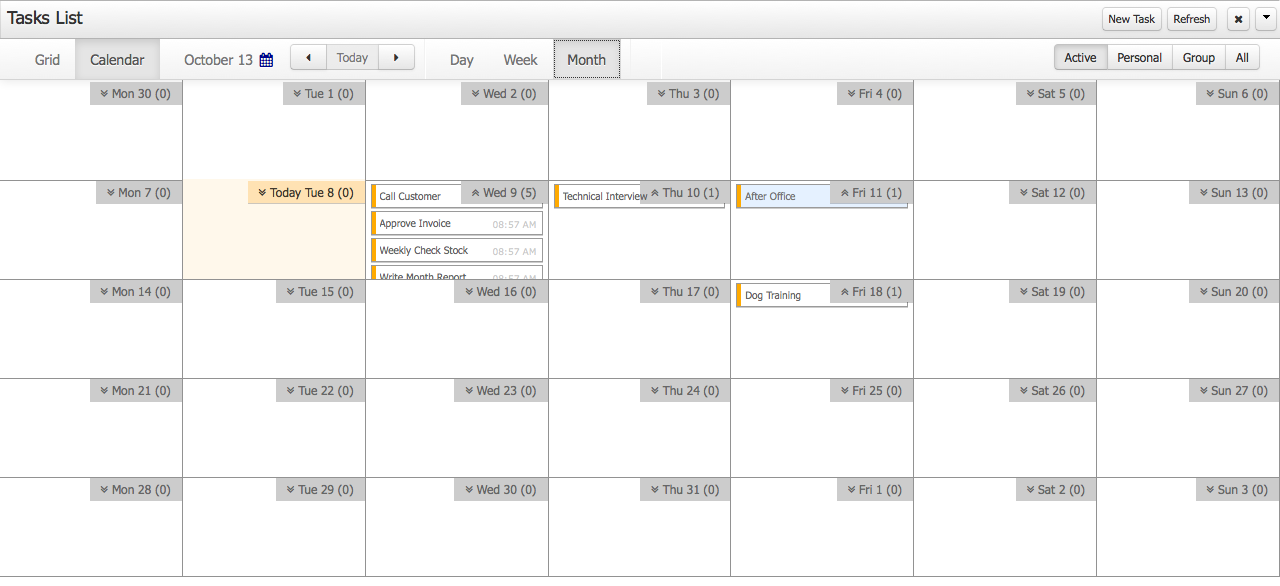 Tasks List
New Task Refresh
Grid Calendar October 13 Today Day Week Month Active Personal Group All
Mon 30 (0) Tue 1 (0) Wed 2 (0) Thu 3 (0) Fri 4 (0) Sat 5 (0) Sun 6 (0)
Mon 7 (0) Today Tue 8 (0) Wed 9 (5) Thu 10 (1) Fri 11 (1) Sat 12 (0) Sun 13 (0)
Call Customer Technical Interview After Office
Approve Invoice 08:57 AM
Weekly Check Stock 08:57 AM
Write Month Report 08:57 AM
Mon 14 (0) Tue 15 (0) Wed 16 (0) Thu 17 (0) Fri 18 (1) Sat 19 (0) Sun 20 (0)
Dog Training
Mon 21 (0) Tue 22 (0) Wed 23 (0) Thu 24 (0) Fri 25 (0) Sat 26 (0) Sun 27 (0)
Mon 28 (0) Tue 29 (0) Wed 30 (0) Thu 31 (0) Fri 1 (0) Sat 2 (0) Sun 3 (0)